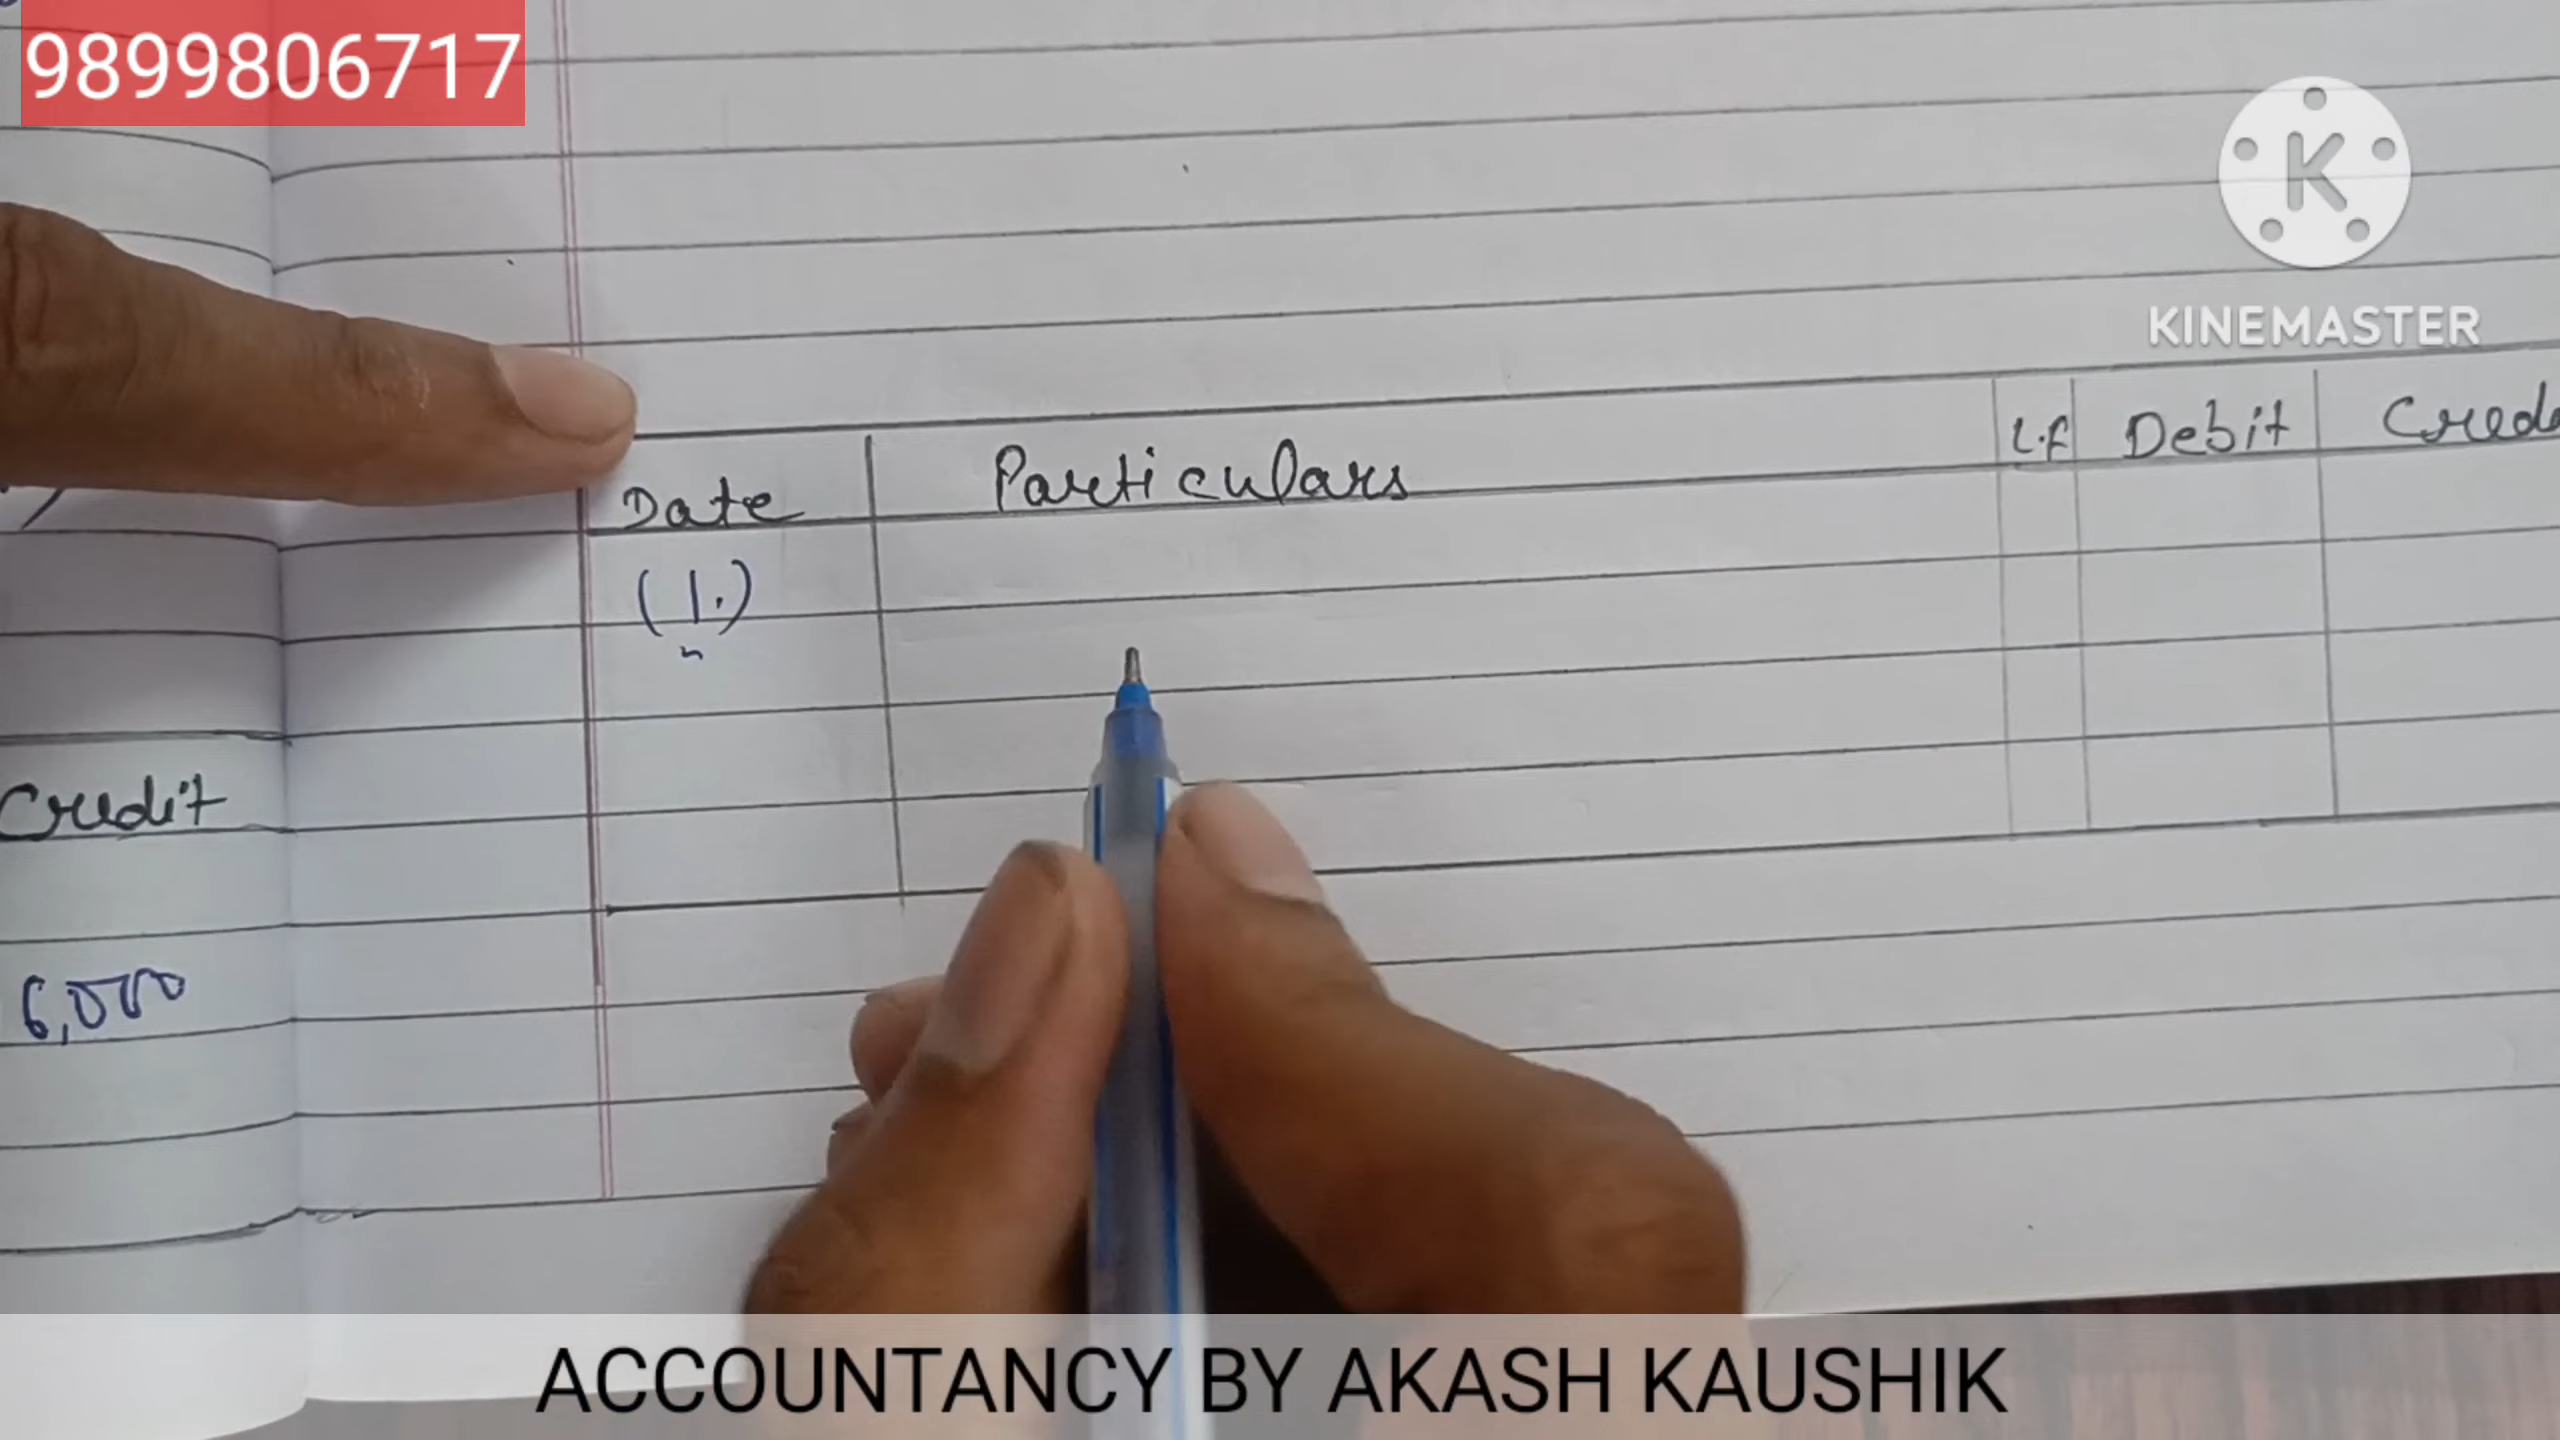 9899806717
KINEMASTER
Date Particulars L.F Debit
(1.)
Credit
6,000
ACCOUNTANCY BY AKASH KAUSHIK